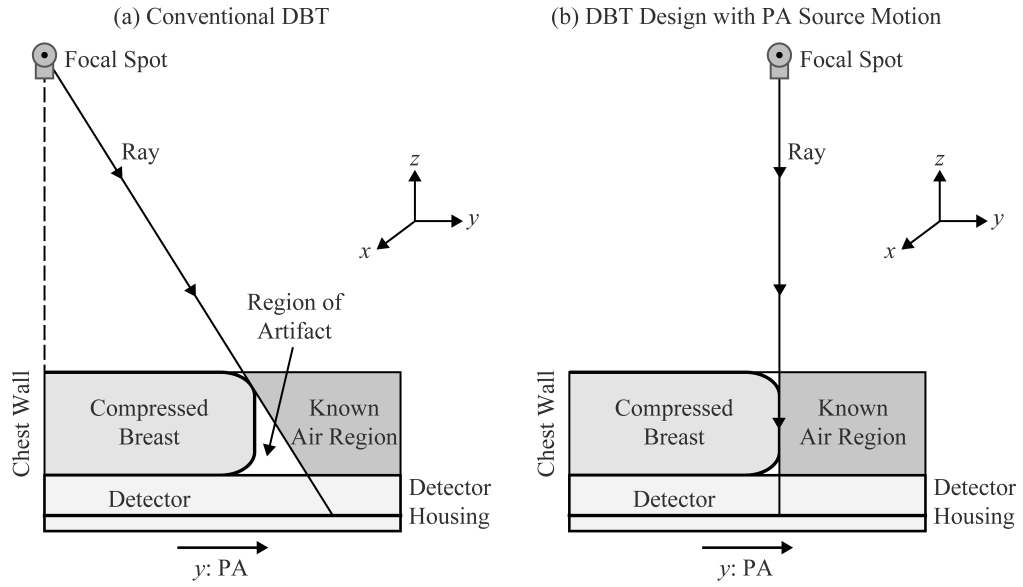 (a) Conventional DBT
Focal Spot
Ray
z
y
x
Region of
Artifact
Chest Wall
Compressed
Breast
Known
Air Region
Detector
Detector
Housing
y: PA
(b) DBT Design with PA Source Motion
Focal Spot
Ray
z
y
x
Chest Wall
Compressed
Breast
Known
Air Region
Detector
Detector
Housing
y: PA